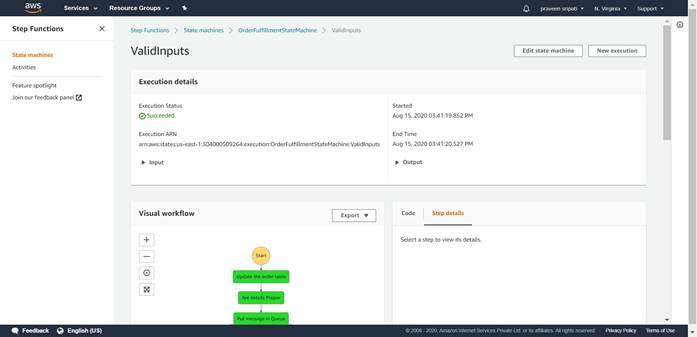 aws Services Resource Groups praveen sripati N. Virginia Support
Step Functions
State machines
Activities
Feature spotlight
Join our feedback panel
Step Functions State machines OrderFulfillmentStateMachine ValidInputs
ValidInputs
Edit state machine New execution
Execution details
Execution Status
Succeeded
Execution ARN
arn:aws:states:us-east-1:304000509264:execution:OrderFulfillmentStateMachine:ValidInputs
Input
Started
Aug 15, 2020 03:41:19.852 PM
End Time
Aug 15, 2020 03:41:20.527 PM
Output
Visual workflow
Export
Start
Update the order table
Are details Proper
Put message in Queue
Code Step details
Select a step to view its details.
Feedback English (US) © 2008 - 2020, Amazon Internet Services Private Ltd. or its affiliates. All rights reserved. Privacy Policy Terms of Use